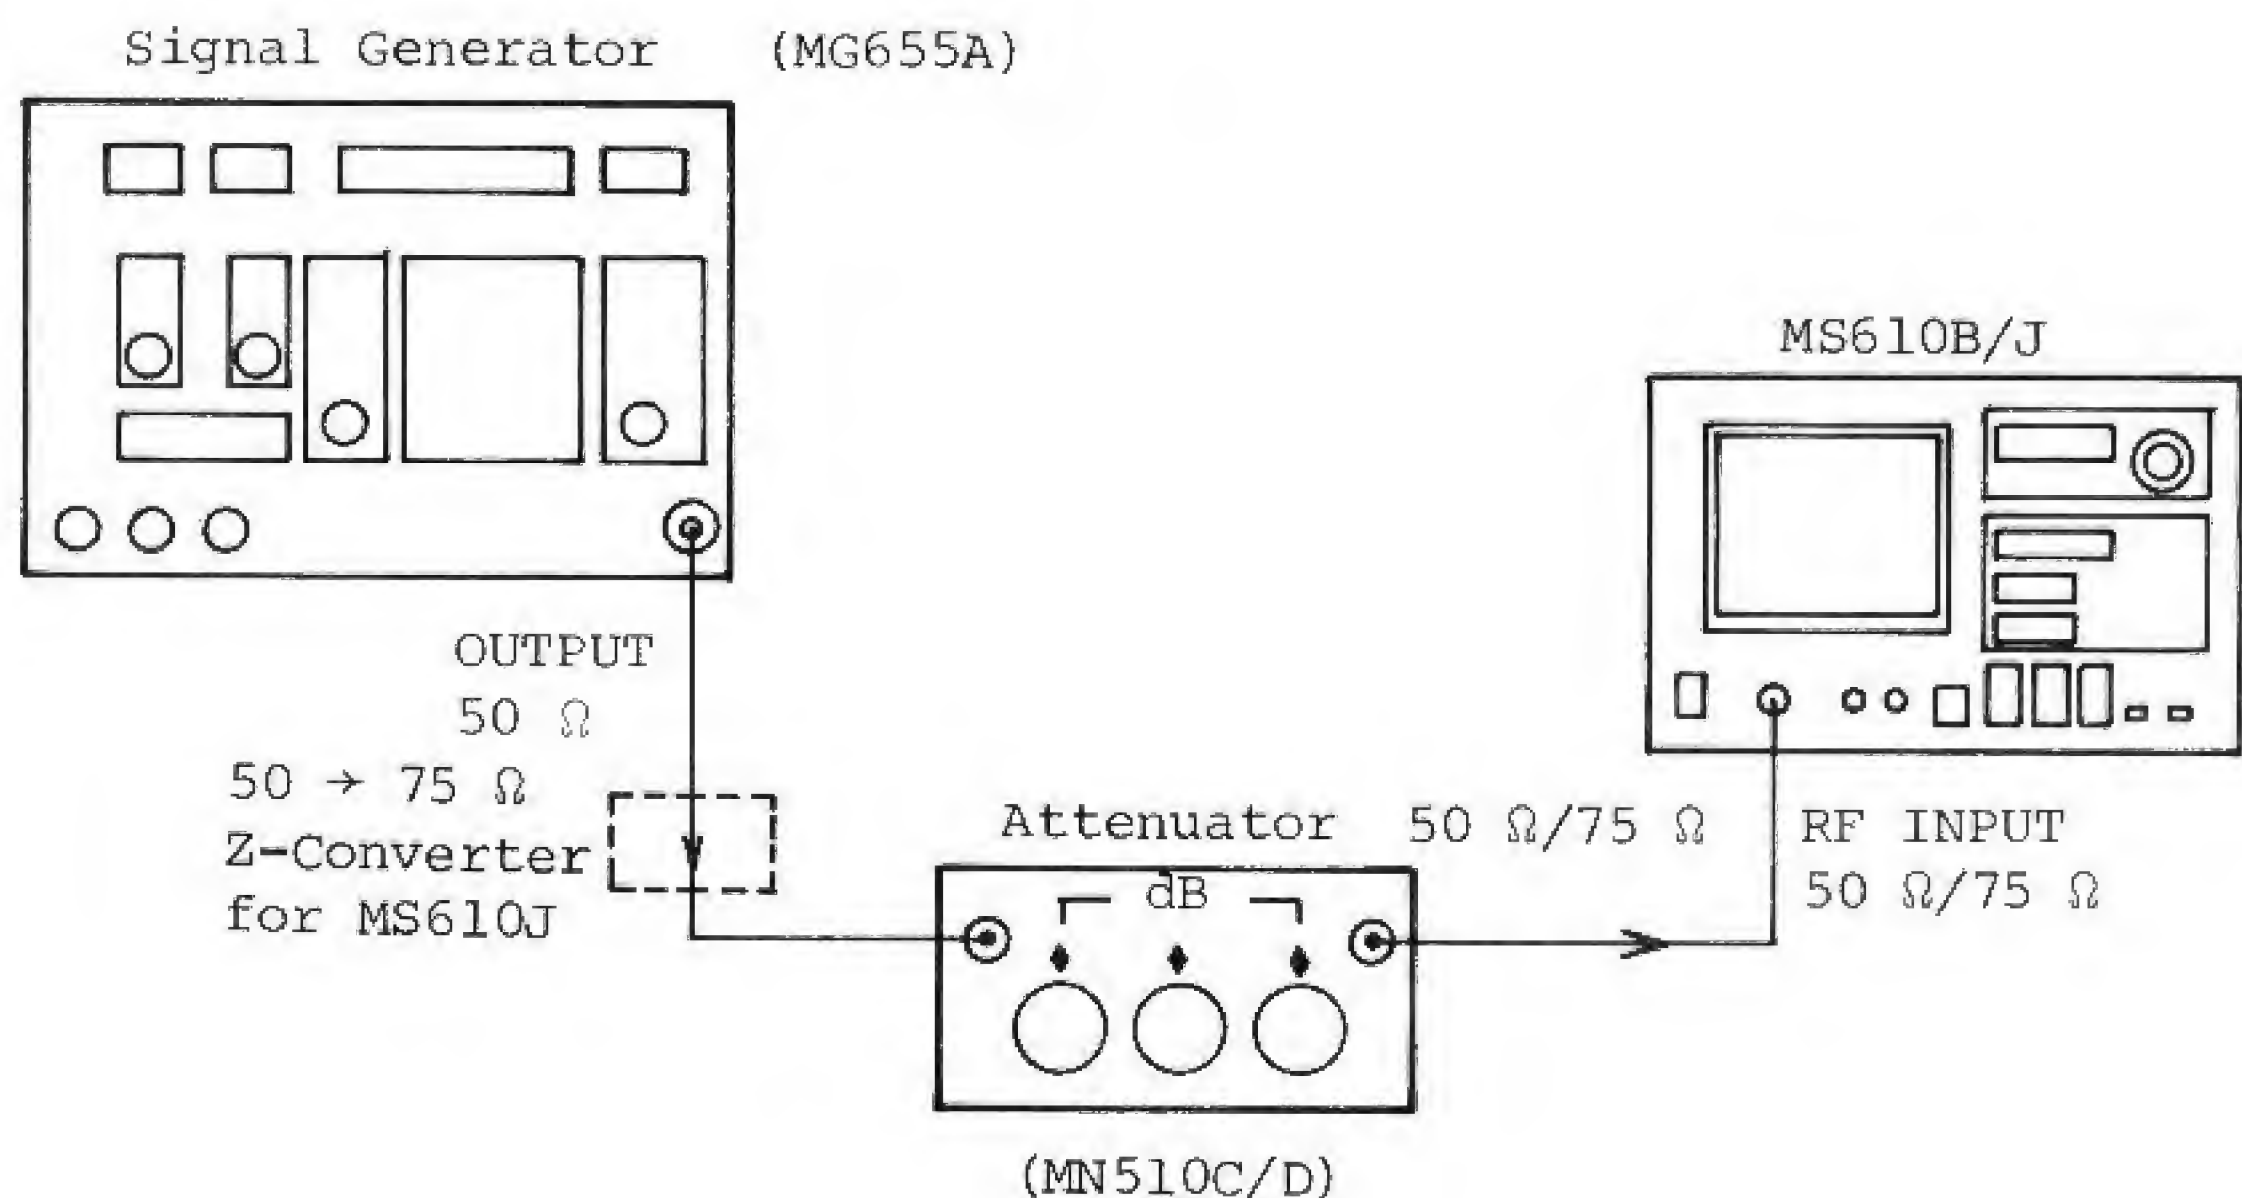 Signal Generator (MG655A)
MS610B/J
OUTPUT
50 Ω
50 → 75 Ω
Z-Converter
for MS610J
Attenuator
50 Ω/75 Ω
RF INPUT
50 Ω/75 Ω
dB
(MN510C/D)